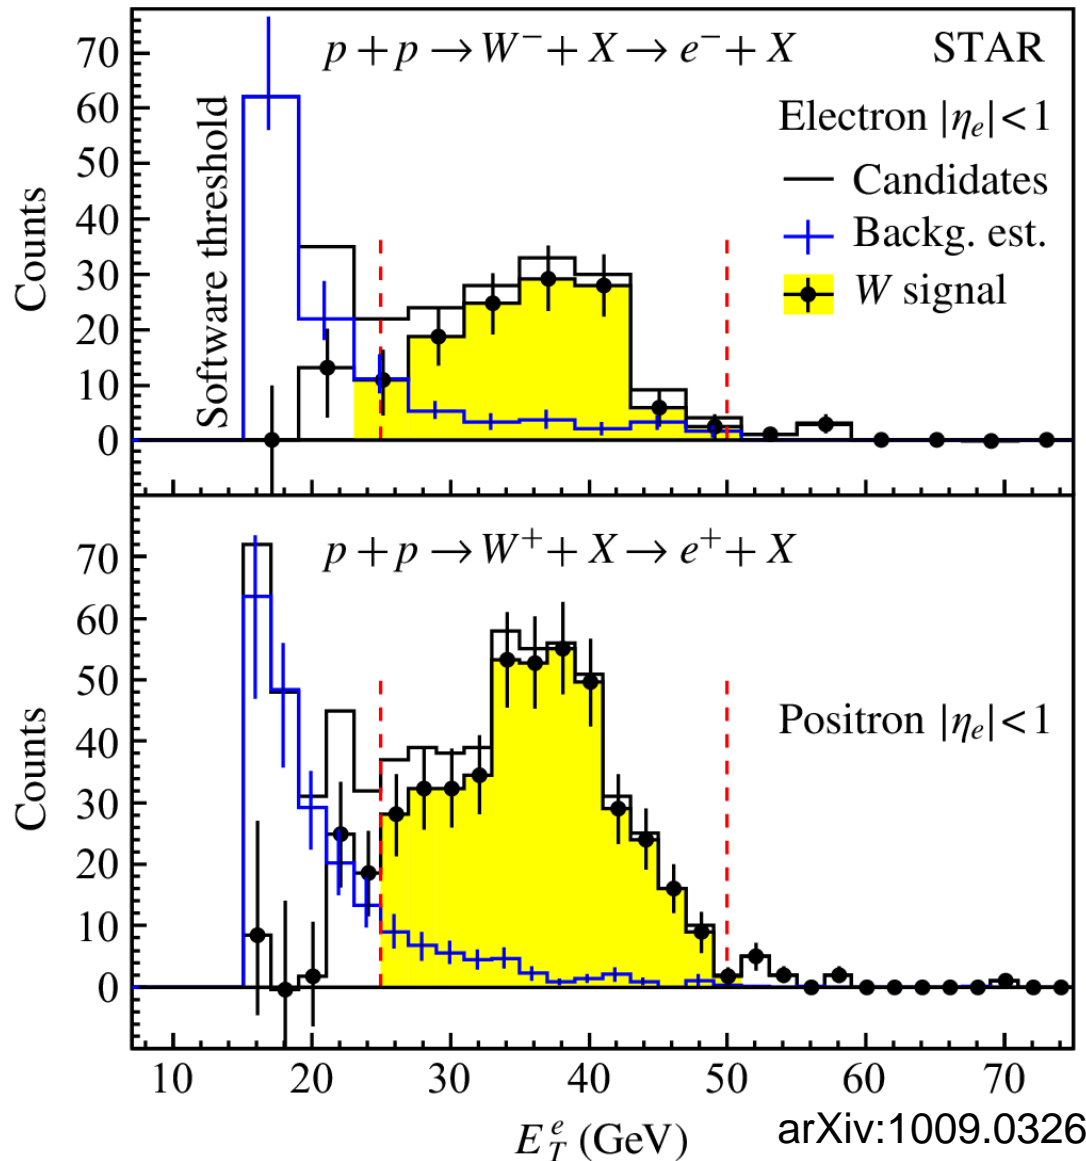 p + p → W⁻ + X → e⁻ + X
STAR
Electron |ηₑ| < 1
Candidates
Backg. est.
W signal
Software threshold
Counts
70
60
50
40
30
20
10
0
p + p → W⁺ + X → e⁺ + X
Positron |ηₑ| < 1
Counts
70
60
50
40
30
20
10
0
10 20 30 40 50 60 70
E_T^e (GeV)
arXiv:1009.0326